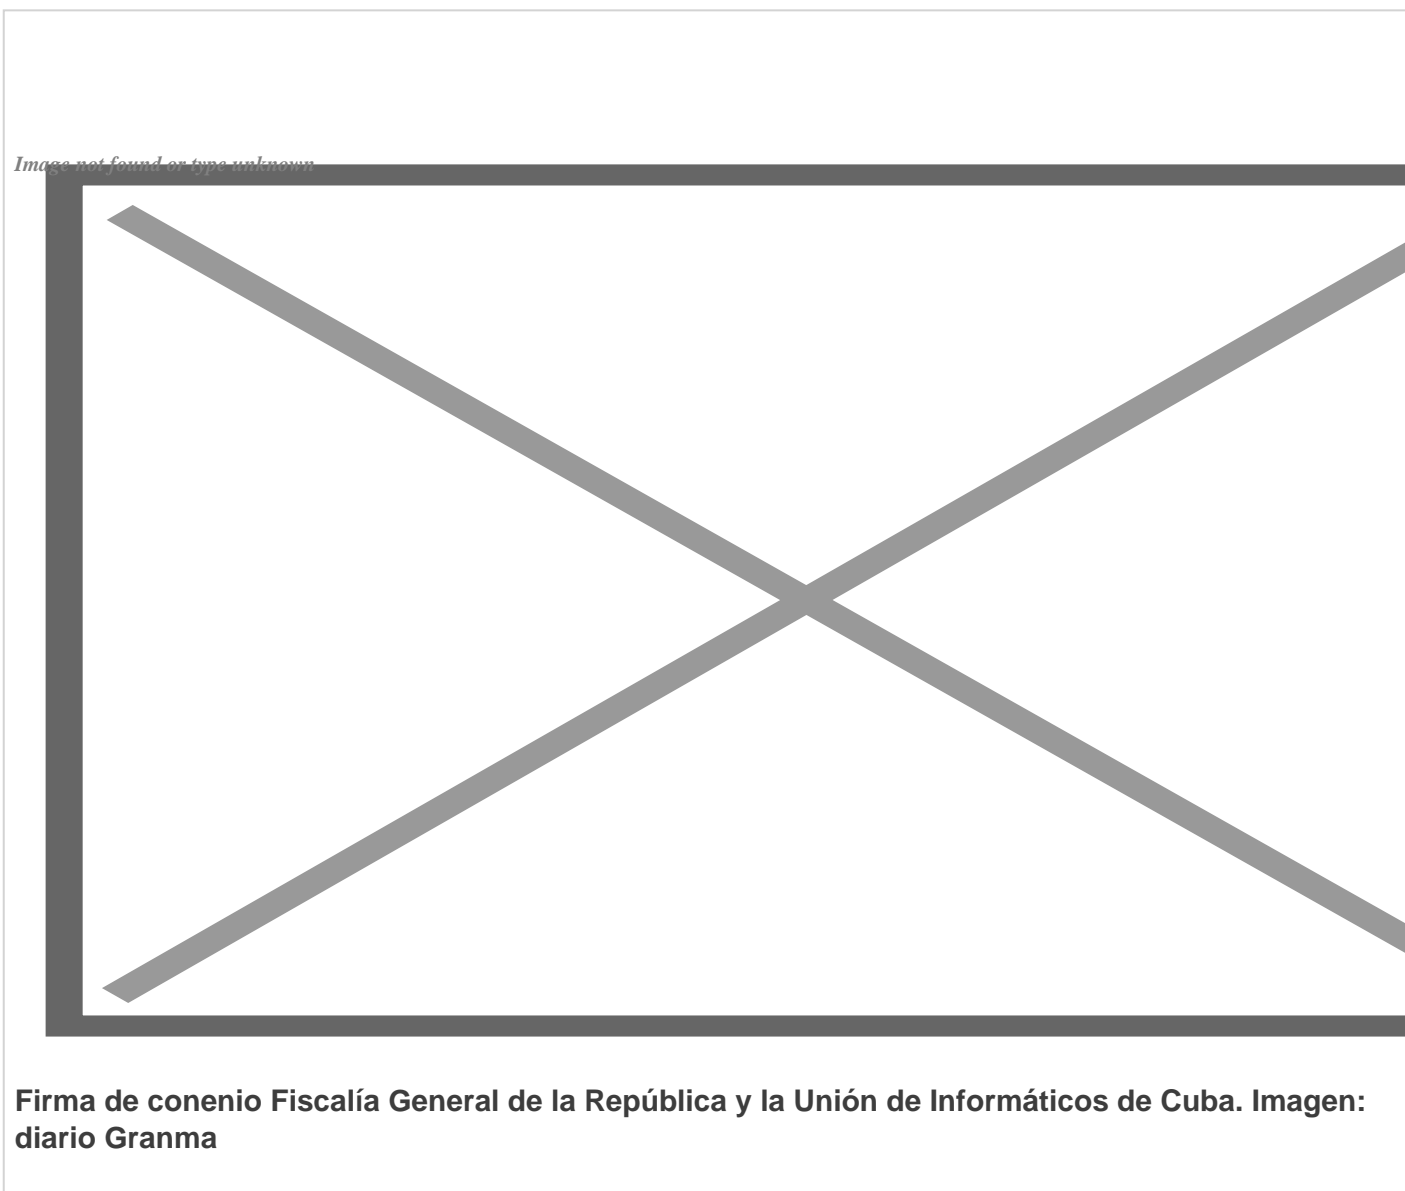 Image not found or type unknown
Firma de conenio Fiscalía General de la República y la Unión de Informáticos de Cuba. Imagen:
diario Granma